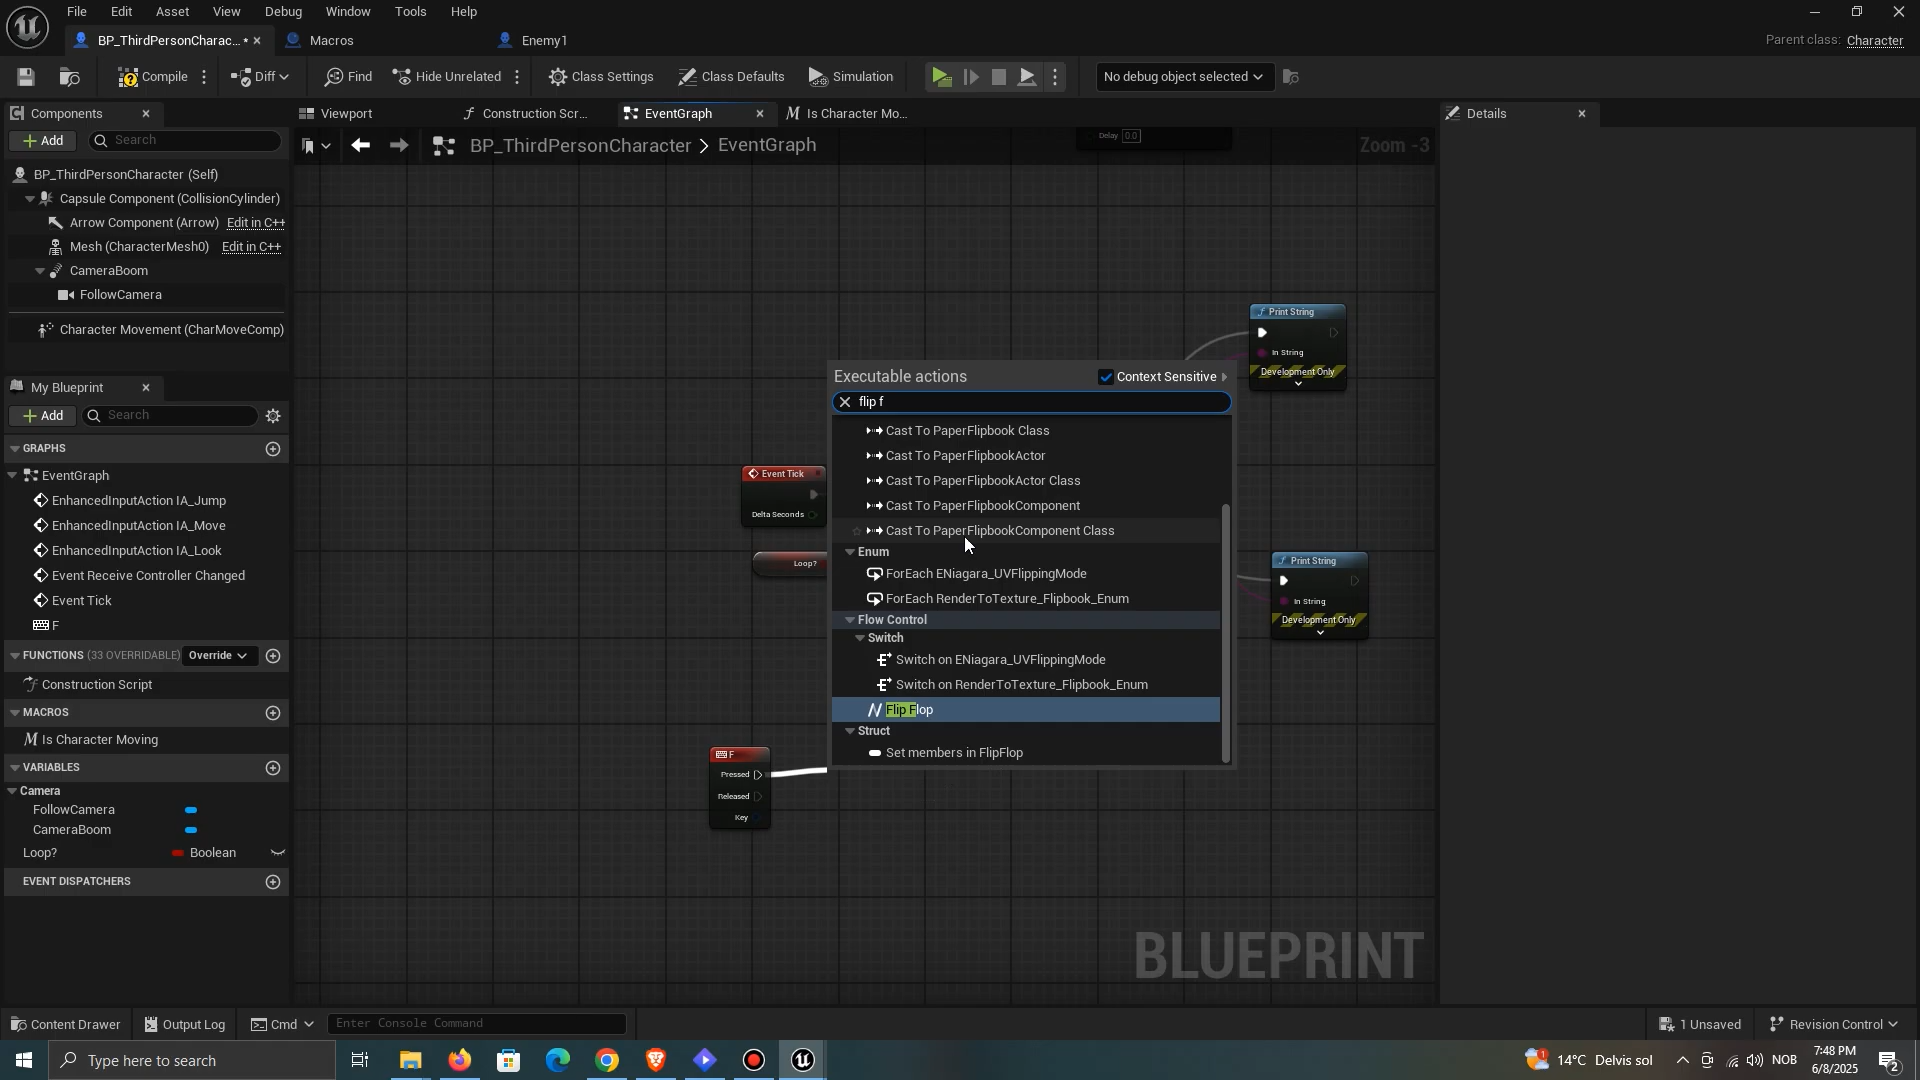 File Edit Asset View Debug Window Tools Help
BP_ThirdPersonCharac... • Macros Enemy1 Parent class: Character
Compile Diff Find Hide Unrelated Class Settings Class Defaults Simulation No debug object selected
Components
Add Search
BP_ThirdPersonCharacter (Self)
Capsule Component (CollisionCylinder)
Arrow Component (Arrow) Edit in C++
Mesh (CharacterMesh0) Edit in C++
CameraBoom
FollowCamera
Character Movement (CharMoveComp)
My Blueprint
Add Search
GRAPHS
EventGraph
EnhancedInputAction IA_Jump
EnhancedInputAction IA_Move
EnhancedInputAction IA_Look
Event Receive Controller Changed
Event Tick
F
FUNCTIONS (33 OVERRIDABLE) Override
Construction Script
MACROS
Is Character Moving
VARIABLES
Camera
FollowCamera
CameraBoom
Loop? Boolean
EVENT DISPATCHERS
Viewport Construction Scr... EventGraph Is Character Mo...
BP_ThirdPersonCharacter > EventGraph Zoom -3
Delay 0.0
Print String
In String
Development Only
Event Tick
Delta Seconds
Loop?
F
Pressed
Released
Key
Executable actions Context Sensitive
flip f
Cast To PaperFlipbook Class
Cast To PaperFlipbookActor
Cast To PaperFlipbookActor Class
Cast To PaperFlipbookComponent
Cast To PaperFlipbookComponent Class
Enum
ForEach ENiagara_UVFlippingMode
ForEach RenderToTexture_Flipbook_Enum
Flow Control
Switch
Switch on ENiagara_UVFlippingMode
Switch on RenderToTexture_Flipbook_Enum
Flip Flop
Struct
Set members in FlipFlop
Print String
In String
Development Only
BLUEPRINT
Details
Content Drawer Output Log Cmd Enter Console Command 1 Unsaved Revision Control
Type here to search 1 14°C Delvis sol NOB 7:48 PM
6/8/2025 2